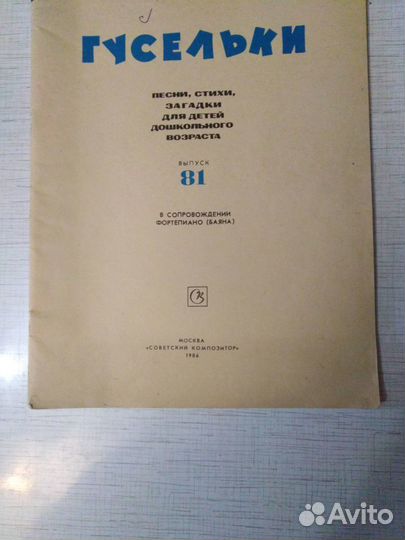 ГУСЕЛЬКИ
ПЕСНИ, СТИХИ,
ЗАГАДКИ
ДЛЯ ДЕТЕЙ
ДОШКОЛЬНОГО
ВОЗРАСТА
ВЫПУСК
81
В СОПРОВОЖДЕНИИ
ФОРТЕПИАНО (БАЯНА)
МОСКВА
«СОВЕТСКИЙ КОМПОЗИТОР»
1986
Avito